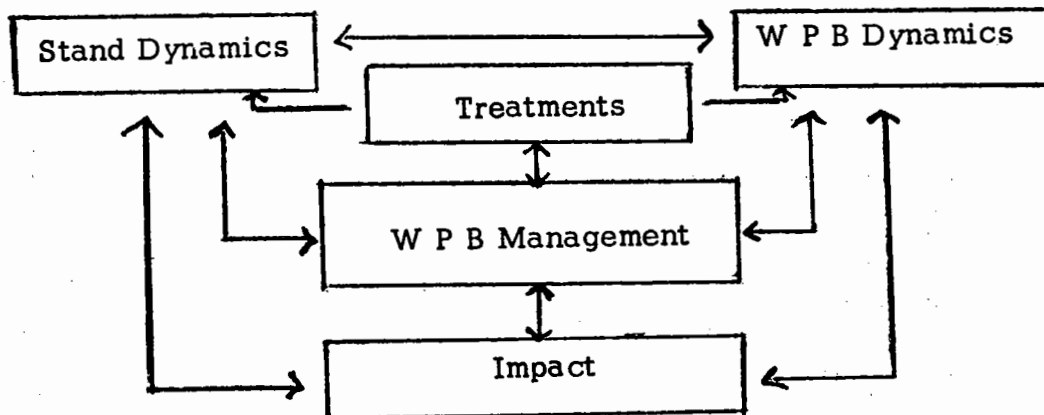 Stand Dynamics
W P B Dynamics
Treatments
W P B Management
Impact